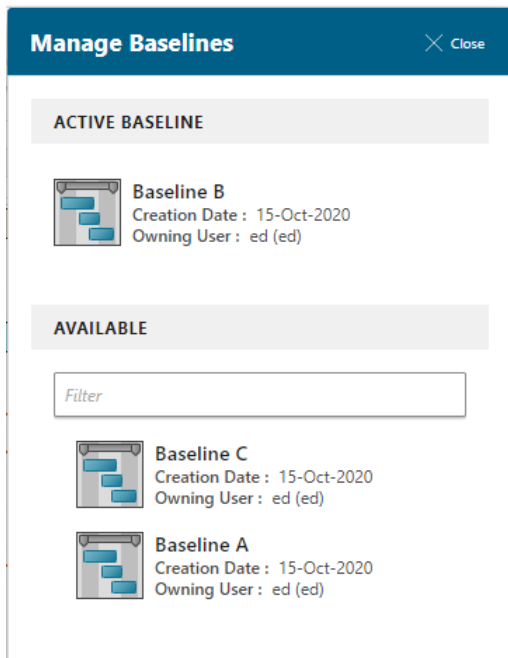 Manage Baselines
Close
ACTIVE BASELINE
Baseline B
Creation Date : 15-Oct-2020
Owning User : ed (ed)
AVAILABLE
Filter
Baseline C
Creation Date : 15-Oct-2020
Owning User : ed (ed)
Baseline A
Creation Date : 15-Oct-2020
Owning User : ed (ed)